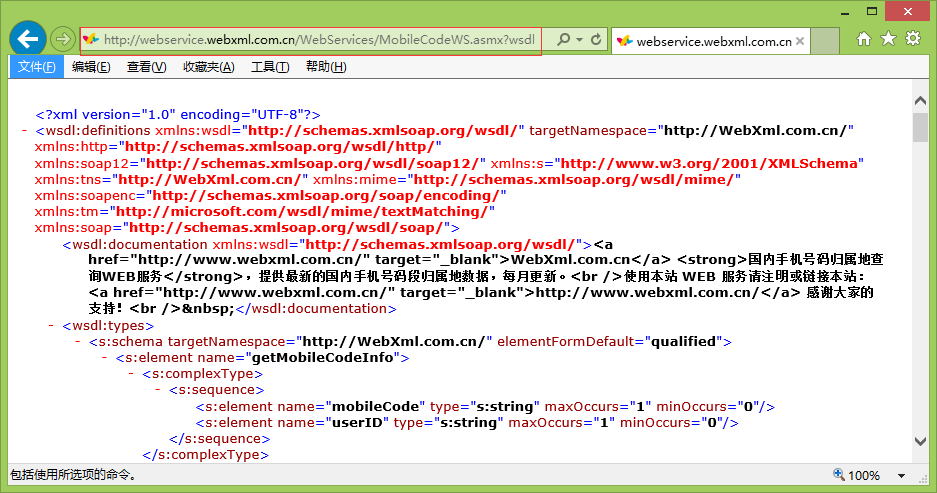 http://webservice.webxml.com.cn/WebServices/MobileCodeWS.asmx?wsdl
webservice.webxml.com.cn
文件(F) 编辑(E) 查看(V) 收藏夹(A) 工具(T) 帮助(H)
<?xml version="1.0" encoding="UTF-8"?>
- <wsdl:definitions xmlns:wsdl="http://schemas.xmlsoap.org/wsdl/" targetNamespace="http://WebXml.com.cn/"
xmlns:http="http://schemas.xmlsoap.org/wsdl/http/"
xmlns:soap12="http://schemas.xmlsoap.org/wsdl/soap12/" xmlns:s="http://www.w3.org/2001/XMLSchema"
xmlns:tns="http://WebXml.com.cn/" xmlns:mime="http://schemas.xmlsoap.org/wsdl/mime/"
xmlns:soapenc="http://schemas.xmlsoap.org/soap/encoding/"
xmlns:tm="http://microsoft.com/wsdl/mime/textMatching/"
xmlns:soap="http://schemas.xmlsoap.org/wsdl/soap/">
<wsdl:documentation xmlns:wsdl="http://schemas.xmlsoap.org/wsdl/"><a
href="http://www.webxml.com.cn/" target="_blank">WebXml.com.cn</a> <strong>国内手机号码归属地查
询WEB服务</strong>，提供最新的国内手机号码段归属地数据，每月更新。<br />使用本站 WEB 服务请注明或链接本站：
<a href="http://www.webxml.com.cn/" target="_blank">http://www.webxml.com.cn/</a> 感谢大家的
支持！<br />&nbsp;</wsdl:documentation>
- <wsdl:types>
- <s:schema targetNamespace="http://WebXml.com.cn/" elementFormDefault="qualified">
- <s:element name="getMobileCodeInfo">
- <s:complexType>
- <s:sequence>
<s:element name="mobileCode" type="s:string" maxOccurs="1" minOccurs="0"/>
<s:element name="userID" type="s:string" maxOccurs="1" minOccurs="0"/>
</s:sequence>
</s:complexType>
包括使用所选项的命令。
100%